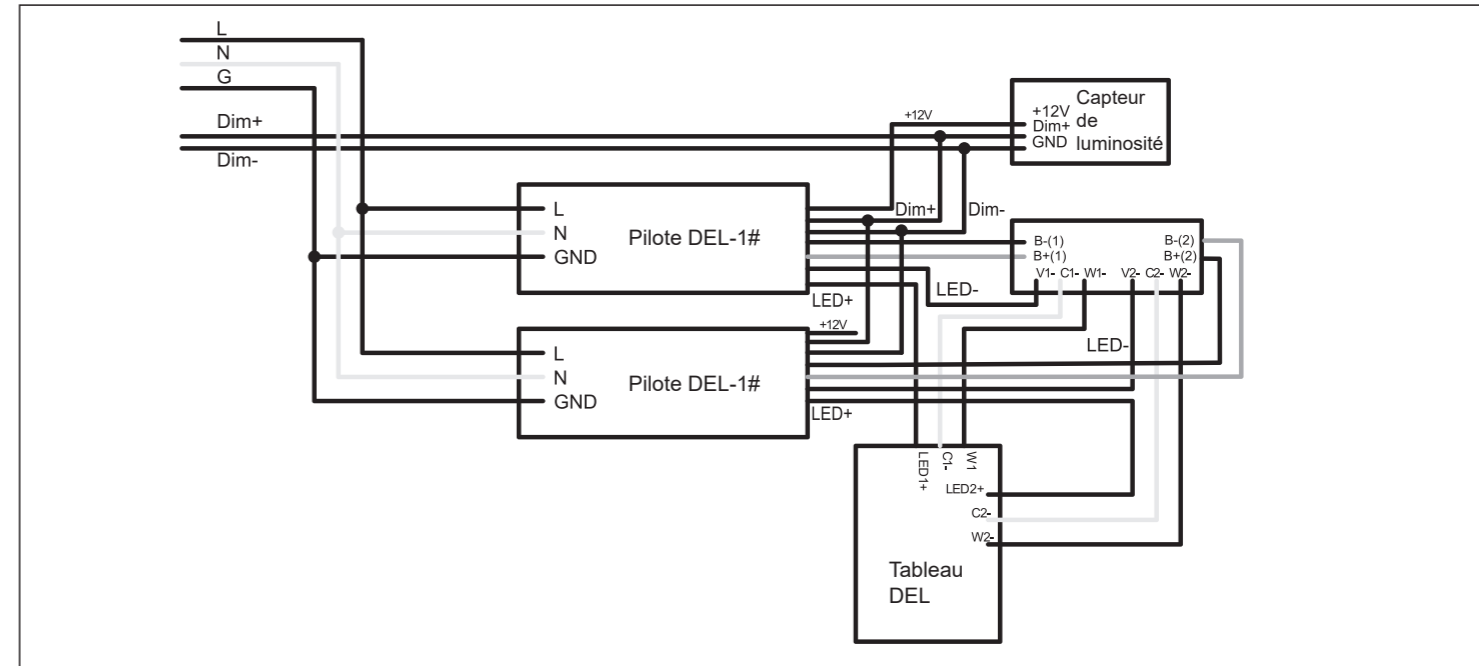 L
N
G
Dim+
Dim-
+12V
+12V
Dim+
GND
Capteur
de
luminosité
L
N
GND
Pilote DEL-1#
Dim+
Dim-
B-(1)
B+(1)
B-(2)
B+(2)
V1- C1- W1- V2- C2- W2-
LED-
LED+
+12V
LED-
L
N
GND
Pilote DEL-1#
LED+
LED1+
C1-
W1
LED2+
C2-
W2-
Tableau
DEL